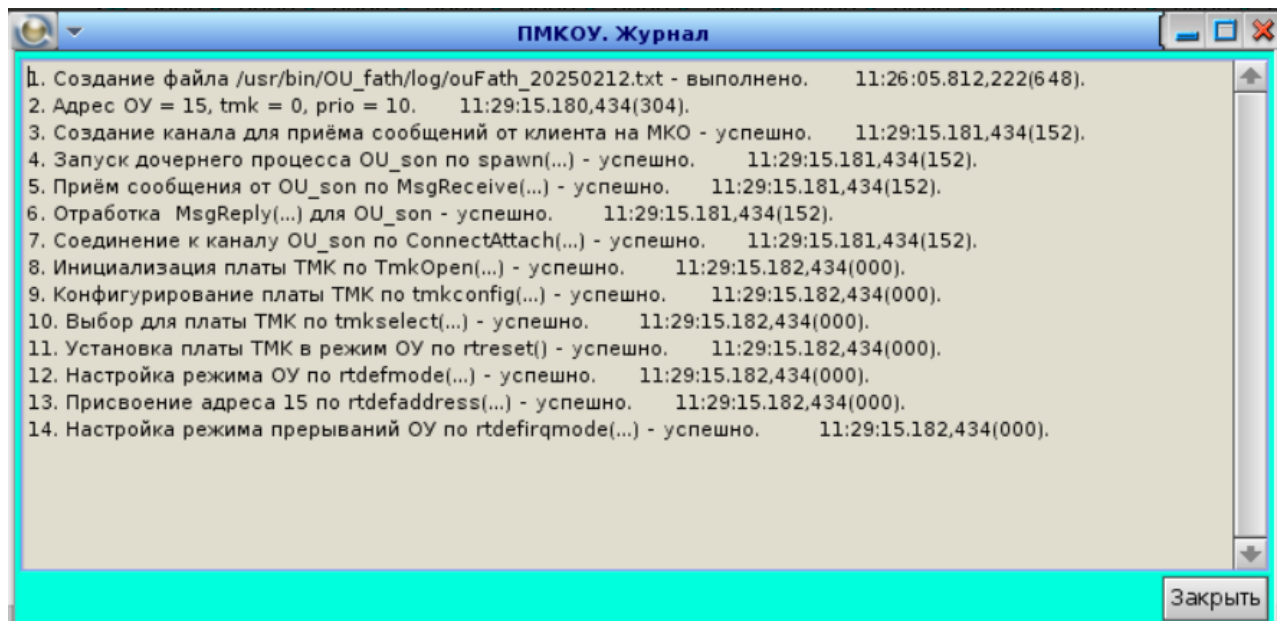 ПМКОУ. Журнал
1. Создание файла /usr/bin/OU_fath/log/ouFath_20250212.txt - выполнено. 11:26:05.812,222(648).
2. Адрес ОУ = 15, tmk = 0, prio = 10. 11:29:15.180,434(304).
3. Создание канала для приёма сообщений от клиента на МКО - успешно. 11:29:15.181,434(152).
4. Запуск дочернего процесса OU_son по spawn(...) - успешно. 11:29:15.181,434(152).
5. Приём сообщения от OU_son по MsgReceive(...) - успешно. 11:29:15.181,434(152).
6. Отработка MsgReply(...) для OU_son - успешно. 11:29:15.181,434(152).
7. Соединение к каналу OU_son по ConnectAttach(...) - успешно. 11:29:15.181,434(152).
8. Инициализация платы ТМК по TmkOpen(...) - успешно. 11:29:15.182,434(000).
9. Конфигурирование платы ТМК по tmkconfig(...) - успешно. 11:29:15.182,434(000).
10. Выбор для платы ТМК по tmkselect(...) - успешно. 11:29:15.182,434(000).
11. Установка платы ТМК в режим ОУ по rtreset() - успешно. 11:29:15.182,434(000).
12. Настройка режима ОУ по rtdefmode(...) - успешно. 11:29:15.182,434(000).
13. Присвоение адреса 15 по rtdefaddress(...) - успешно. 11:29:15.182,434(000).
14. Настройка режима прерываний ОУ по rtdefirqmode(...) - успешно. 11:29:15.182,434(000).
Закрыть